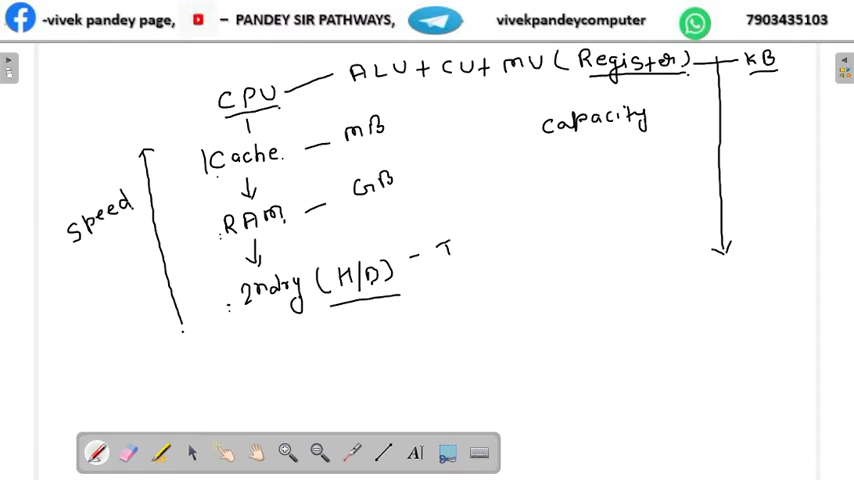 -vivek pandey page, – PANDEY SIR PATHWAYS, vivekpandeycomputer 7903435103
CPU — ALU + CU + MU (Register) — KB
Cache. — MB
Capacity
Speed
RAM — GB
2ndry (H/D) - T
AI